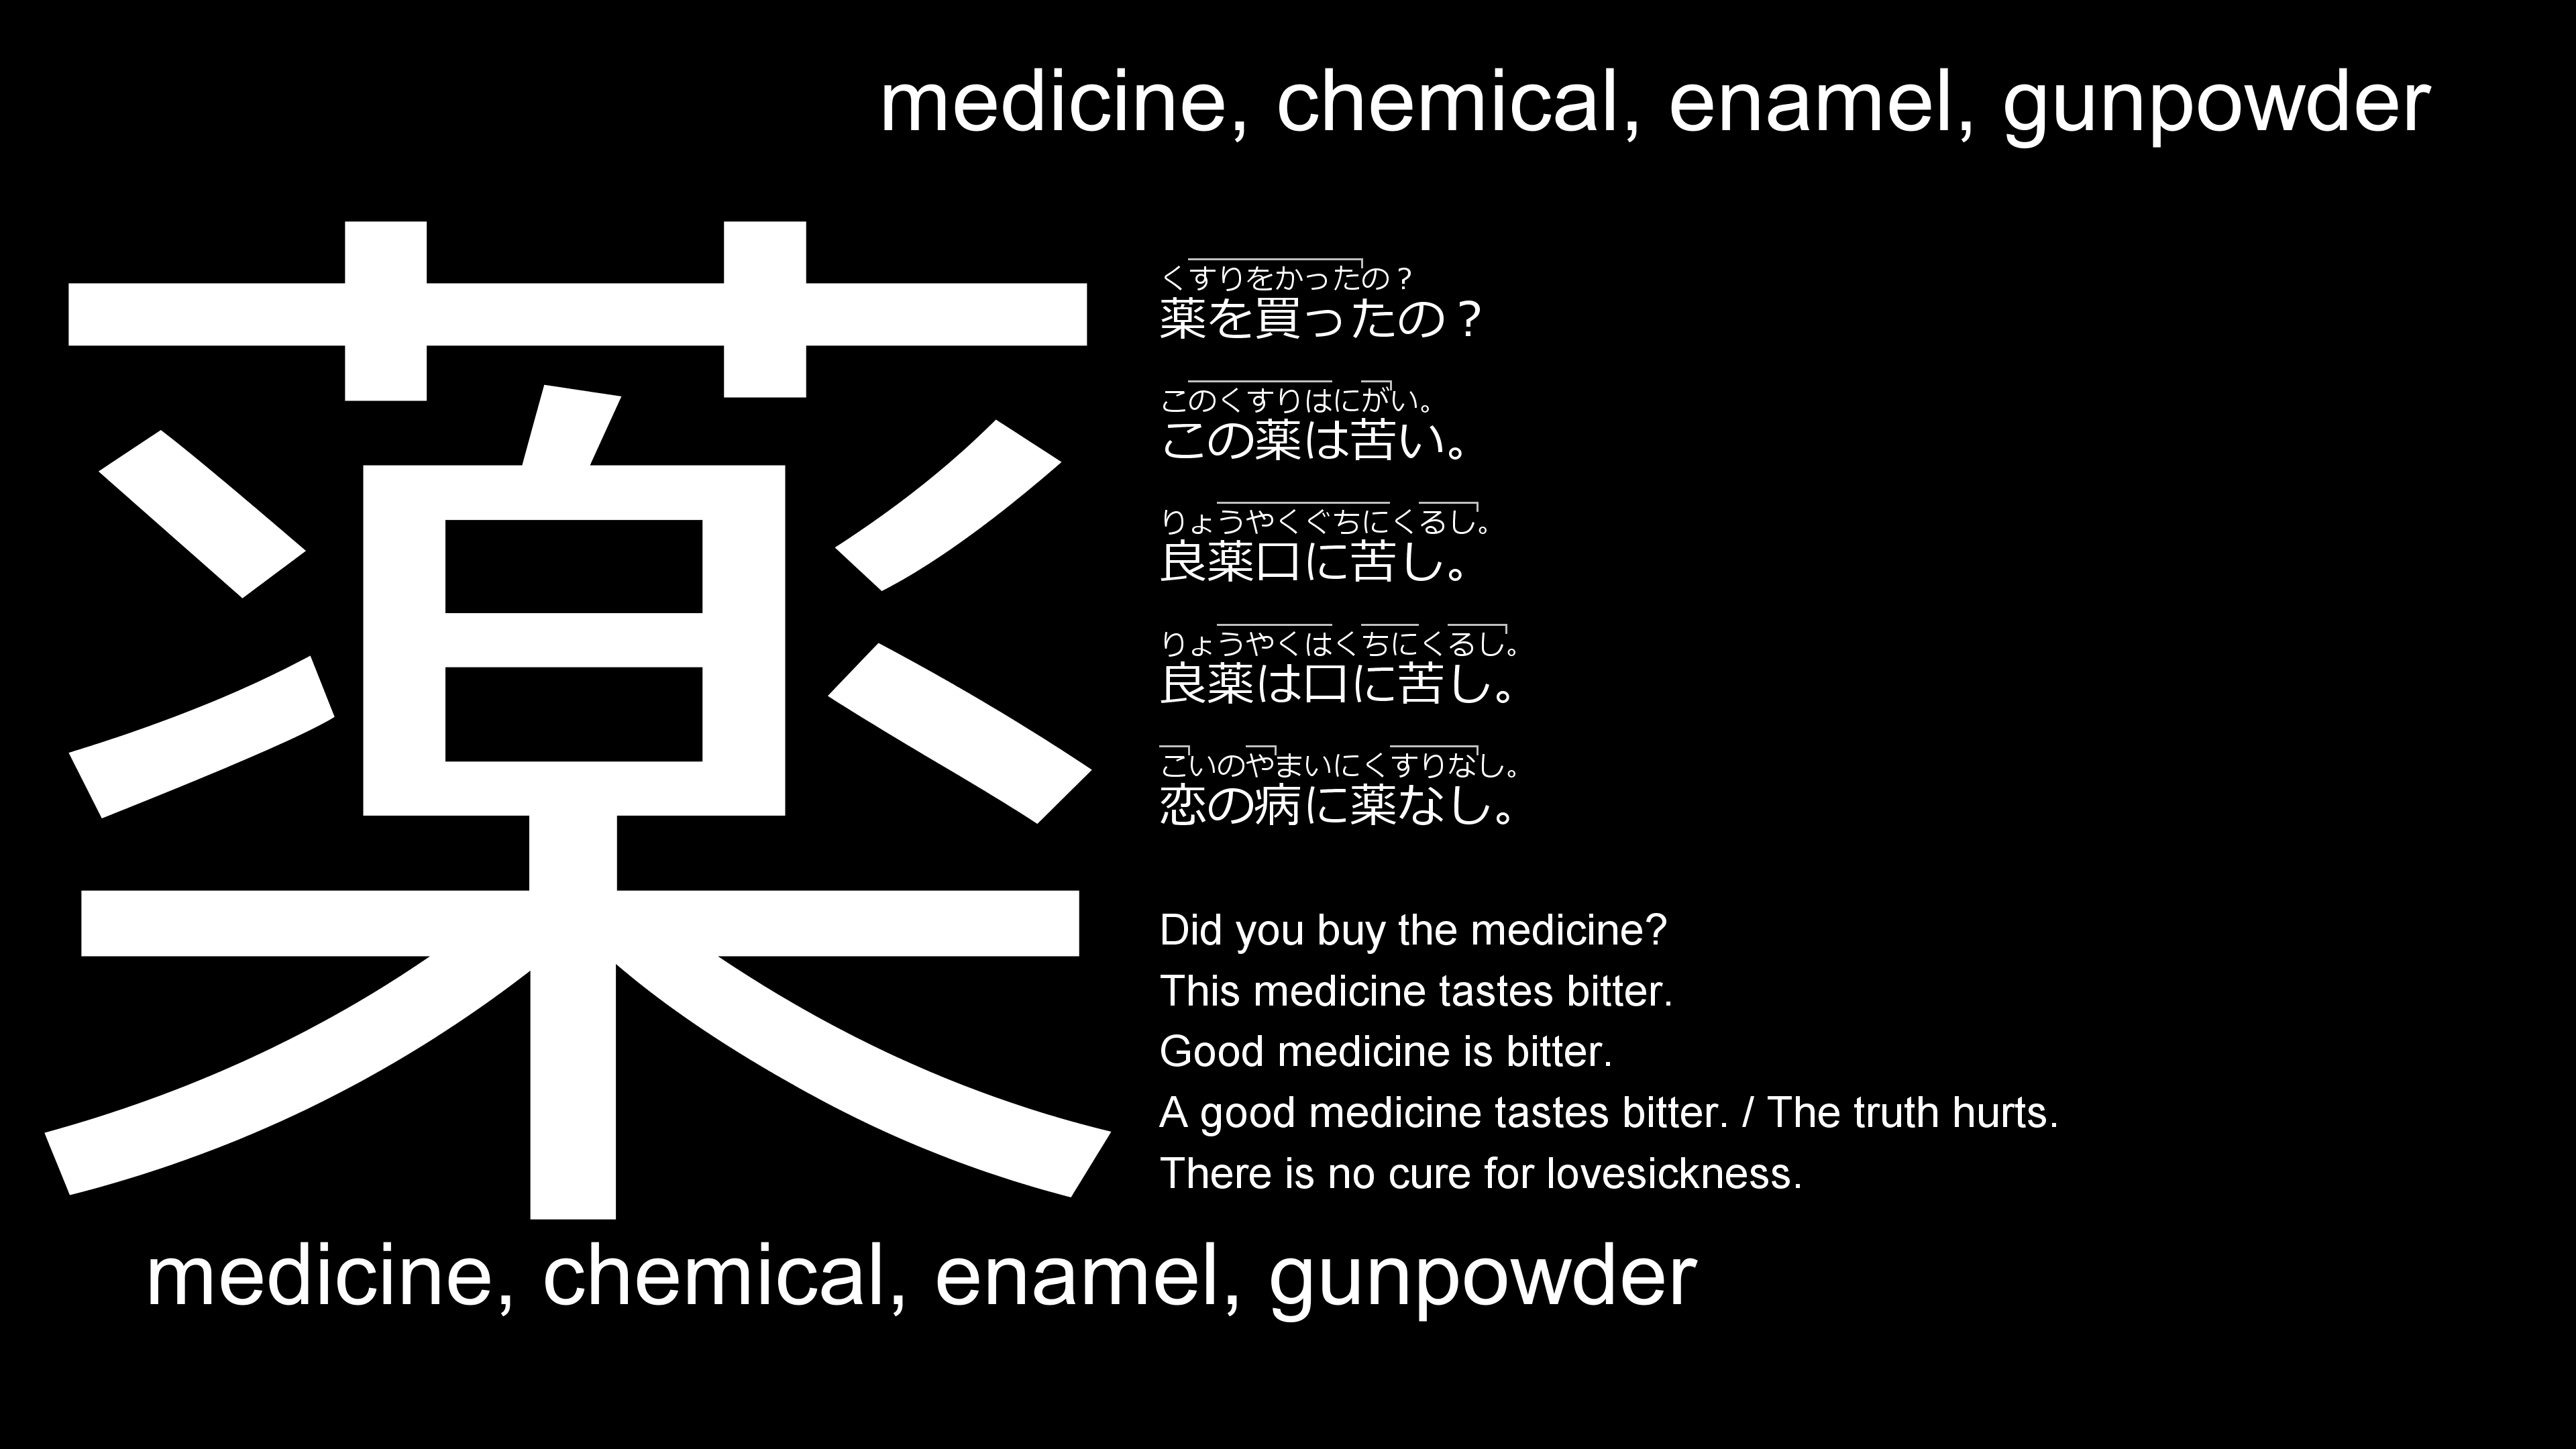 medicine, chemical, enamel, gunpowder
薬
くすりをかったの？
薬を買ったの？
このくすりはにがい。
この薬は苦い。
りょうやくぐちにくるし。
良薬口に苦し。
りょうやくはくちにくるし。
良薬は口に苦し。
こいのやまいにくすりなし。
恋の病に薬なし。
Did you buy the medicine?
This medicine tastes bitter.
Good medicine is bitter.
A good medicine tastes bitter. / The truth hurts.
There is no cure for lovesickness.
medicine, chemical, enamel, gunpowder